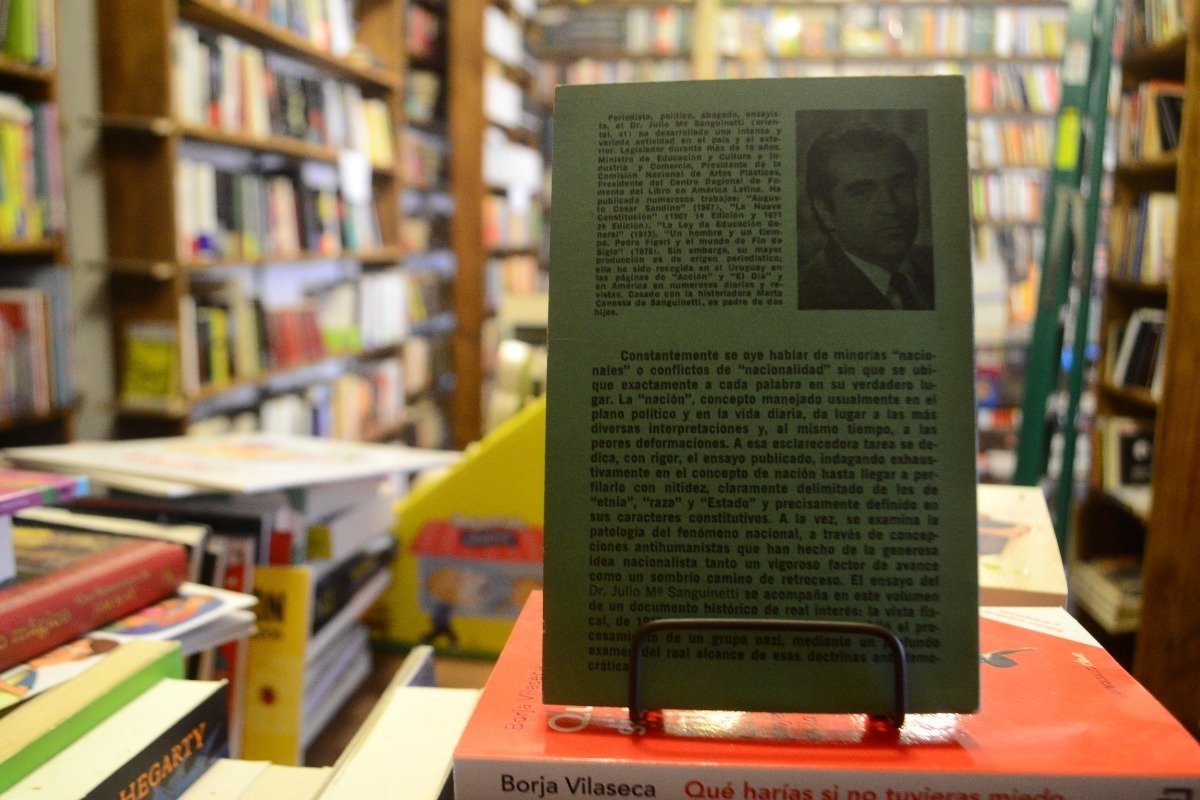 Periodista, político, abogado, ensayis-
ta, el Dr. Julio Mª Sanguinetti (orien-
tal, 41) ha desarrollado una intensa y
variada actividad en el país y el exte-
rior. Legislador durante más de 10 años.
Ministro de Educación y Cultura e In-
dustria y Comercio, Presidente de la
Comisión Nacional de Artes Plásticas,
Presidente del Centro Regional de Fo-
mento del Libro en América Latina. Ha
publicado numerosos trabajos: "Augus-
to César Sandino" (1967), "La Nueva
Constitución" (1967 1ª Edición y 1971
2ª Edición), "La Ley de Educación Ge-
neral" (1973), "Un hombre y un tiem-
po. Pedro Figari y el mundo de Fin de
Siglo" (1976). Sin embargo, su mayor
producción es de origen periodístico;
ella ha sido recogida en el Uruguay en
las páginas de "Acción" y "El Día" y
en América en numerosos diarios y re-
vistas. Casado con la historiadora Marta
Canessa de Sanguinetti, es padre de dos
hijos.
Constantemente se oye hablar de minorías "nacio-
nales" o conflictos de "nacionalidad" sin que se ubi-
que exactamente a cada palabra en su verdadero lu-
gar. La "nación", concepto manejado usualmente en el
plano político y en la vida diaria, da lugar a las más
diversas interpretaciones y, al mismo tiempo, a las
peores deformaciones. A esa esclarecedora tarea se de-
dica, con rigor, el ensayo publicado, indagando exhaus-
tivamente en el concepto de nación hasta llegar a per-
filarlo con nitidez, claramente delimitado de los de
"etnia", "raza" y "Estado" y precisamente definido en
sus caracteres constitutivos. A la vez, se examina la
patología del fenómeno nacional, a través de concep-
ciones antihumanistas que han hecho de la generosa
idea nacionalista tanto un vigoroso factor de avance
como un sombrío camino de retroceso. El ensayo del
Dr. Julio Mª Sanguinetti se acompaña en este volumen
de un documento histórico de real interés: la vista fis-
cal, de el pro-
cesamiento de un grupo nazi, mediante un
examen del real alcance de esas doctrinas
Borja Vilaseca
Borja Vilaseca
Qué harías si no tuvieras miedo
HEGARTY